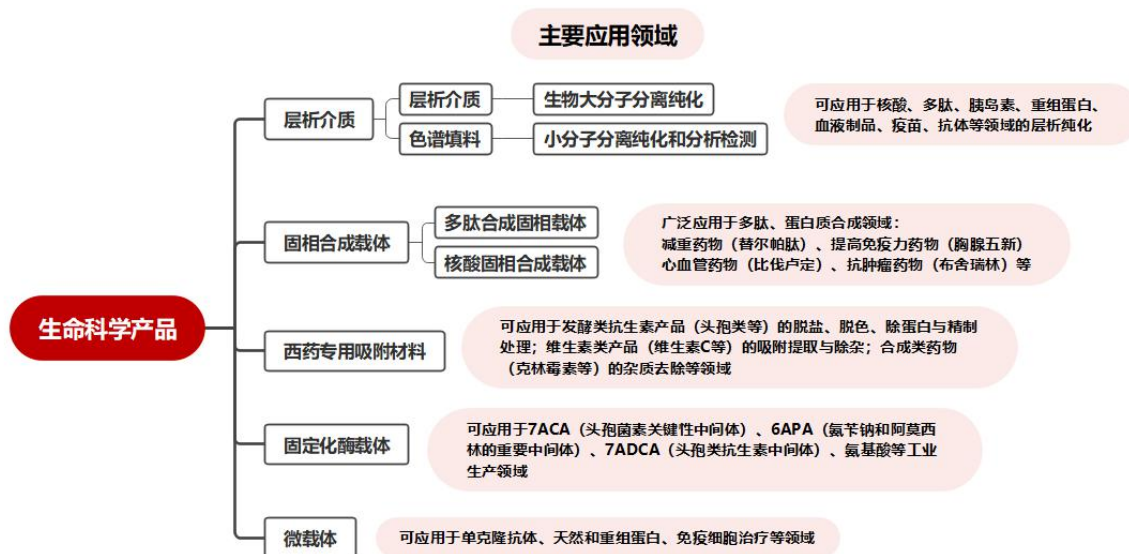 主要应用领域
生命科学产品
层析介质
层析介质
生物大分子分离纯化
色谱填料
小分子分离纯化和分析检测
可应用于核酸、多肽、胰岛素、重组蛋白、
血液制品、疫苗、抗体等领域的层析纯化
固相合成载体
多肽合成固相载体
核酸固相合成载体
广泛应用于多肽、蛋白质合成领域：
减重药物（替尔帕肽）、提高免疫力药物（胸腺五新）
心血管药物（比伐卢定）、抗肿瘤药物（布舍瑞林）等
西药专用吸附材料
可应用于发酵类抗生素产品（头孢类等）的脱盐、脱色、除蛋白与精制
处理；维生素类产品（维生素C等）的吸附提取与除杂；合成类药物
（克林霉素等）的杂质去除等领域
固定化酶载体
可应用于7ACA（头孢菌素关键性中间体）、6APA（氨苄钠和阿莫西
林的重要中间体）、7ADCA（头孢类抗生素中间体）、氨基酸等工业
生产领域
微载体
可应用于单克隆抗体、天然和重组蛋白、免疫细胞治疗等领域